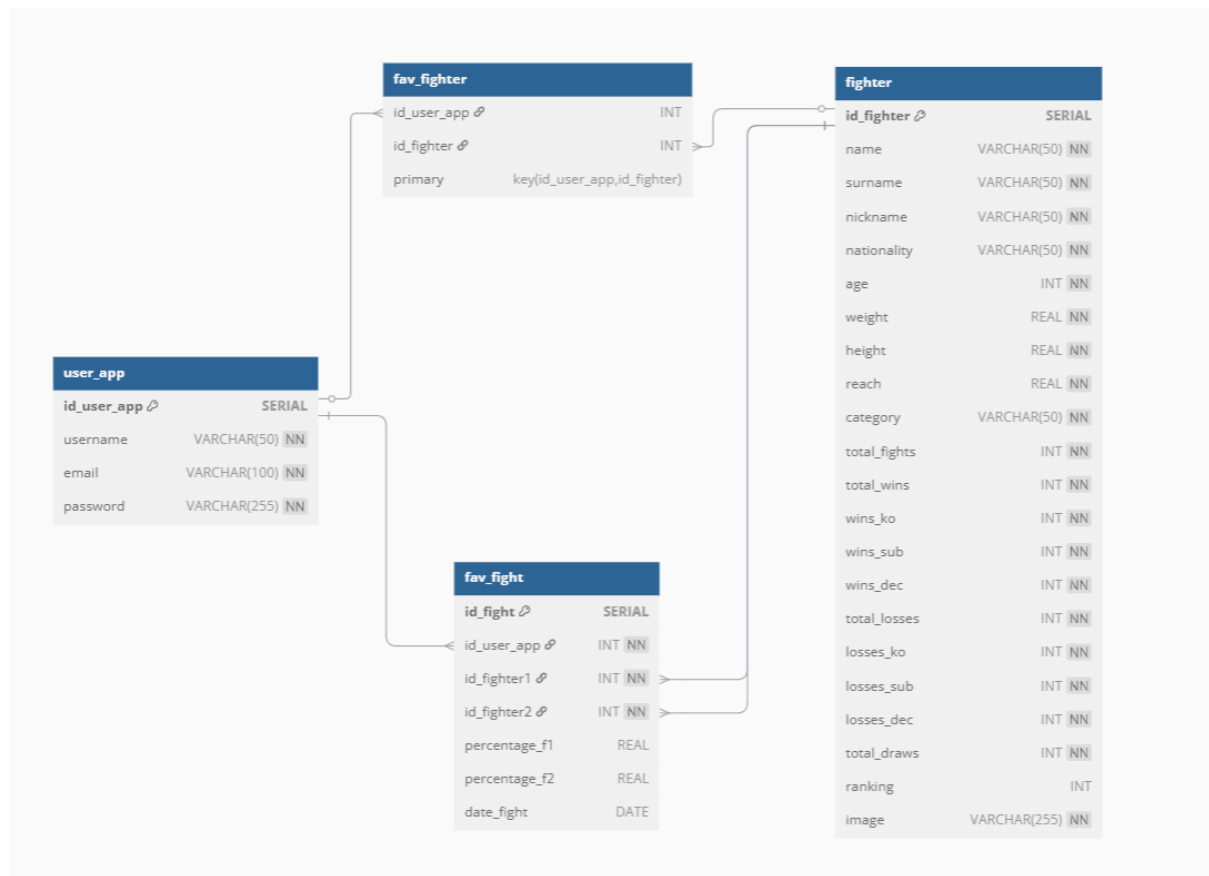 fav_fighter
id_user_app INT
id_fighter INT
primary key(id_user_app,id_fighter)
fighter
id_fighter SERIAL
name VARCHAR(50) NN
surname VARCHAR(50) NN
nickname VARCHAR(50) NN
nationality VARCHAR(50) NN
age INT NN
weight REAL NN
height REAL NN
reach REAL NN
category VARCHAR(50) NN
total_fights INT NN
total_wins INT NN
wins_ko INT NN
wins_sub INT NN
wins_dec INT NN
total_losses INT NN
losses_ko INT NN
losses_sub INT NN
losses_dec INT NN
total_draws INT NN
ranking INT
image VARCHAR(255) NN
user_app
id_user_app SERIAL
username VARCHAR(50) NN
email VARCHAR(100) NN
password VARCHAR(255) NN
fav_fight
id_fight SERIAL
id_user_app INT NN
id_fighter1 INT NN
id_fighter2 INT NN
percentage_f1 REAL
percentage_f2 REAL
date_fight DATE